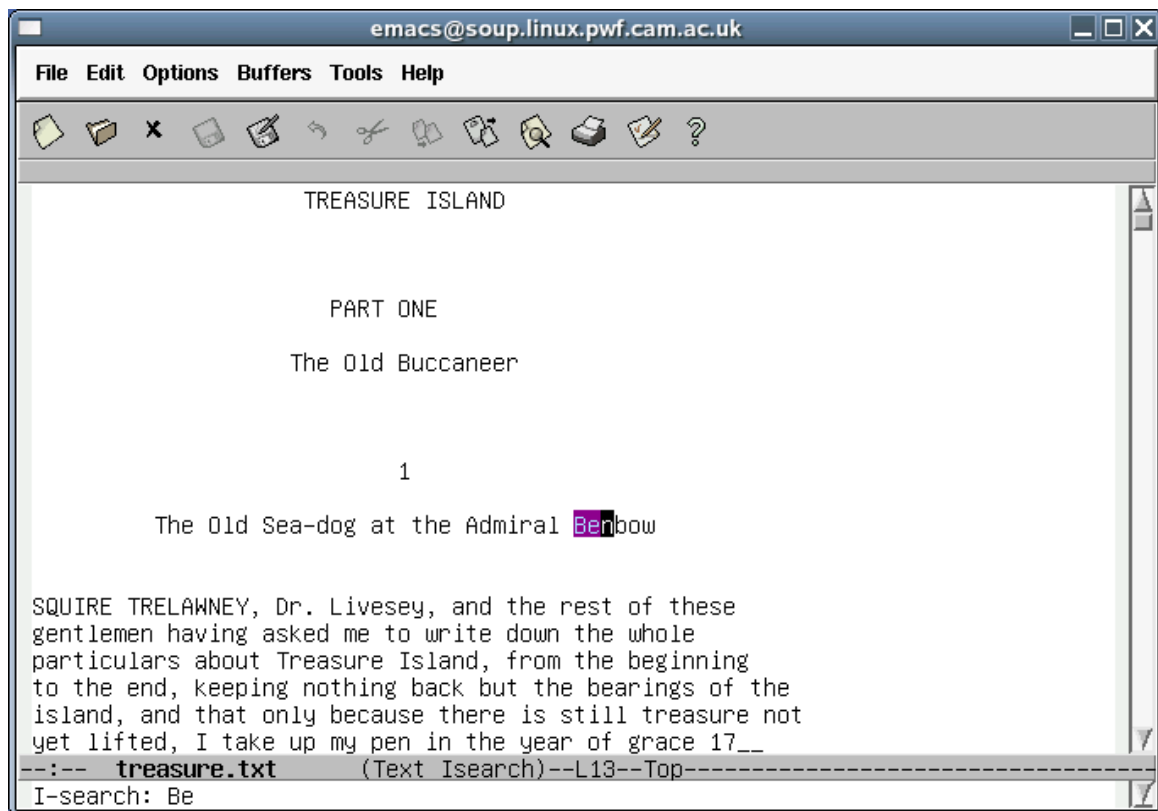 emacs@soup.linux.pwf.cam.ac.uk
File Edit Options Buffers Tools Help
TREASURE ISLAND
PART ONE
The Old Buccaneer
1
The Old Sea-dog at the Admiral Benbow
SQUIRE TRELAWNEY, Dr. Livesey, and the rest of these
gentlemen having asked me to write down the whole
particulars about Treasure Island, from the beginning
to the end, keeping nothing back but the bearings of the
island, and that only because there is still treasure not
yet lifted, I take up my pen in the year of grace 17__
--:-- treasure.txt (Text Isearch)--L13--Top-----------------------------------
I-search: Be